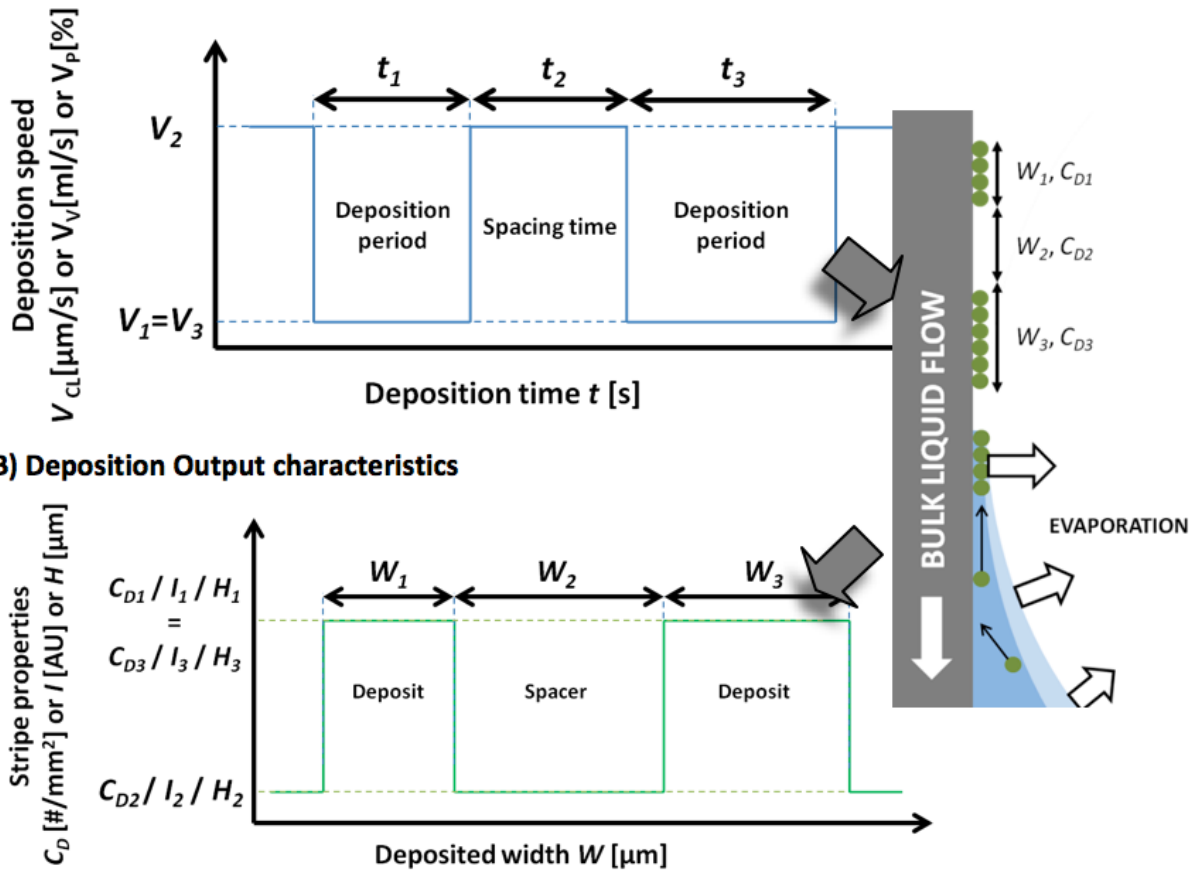 Deposition speed
V CL[μm/s] or VV[ml/s] or VP[%]
t1
t2
t3
V2
Deposition
period
Spacing time
Deposition
period
V1=V3
Deposition time t [s]
W1, CD1
W2, CD2
W3, CD3
BULK LIQUID FLOW
EVAPORATION
3) Deposition Output characteristics
Stripe properties
CD [#/mm²] or I [AU] or H [μm]
W1
W2
W3
CD1 / I1 / H1
=
CD3 / I3 / H3
Deposit
Spacer
Deposit
CD2 / I2 / H2
Deposited width W [μm]